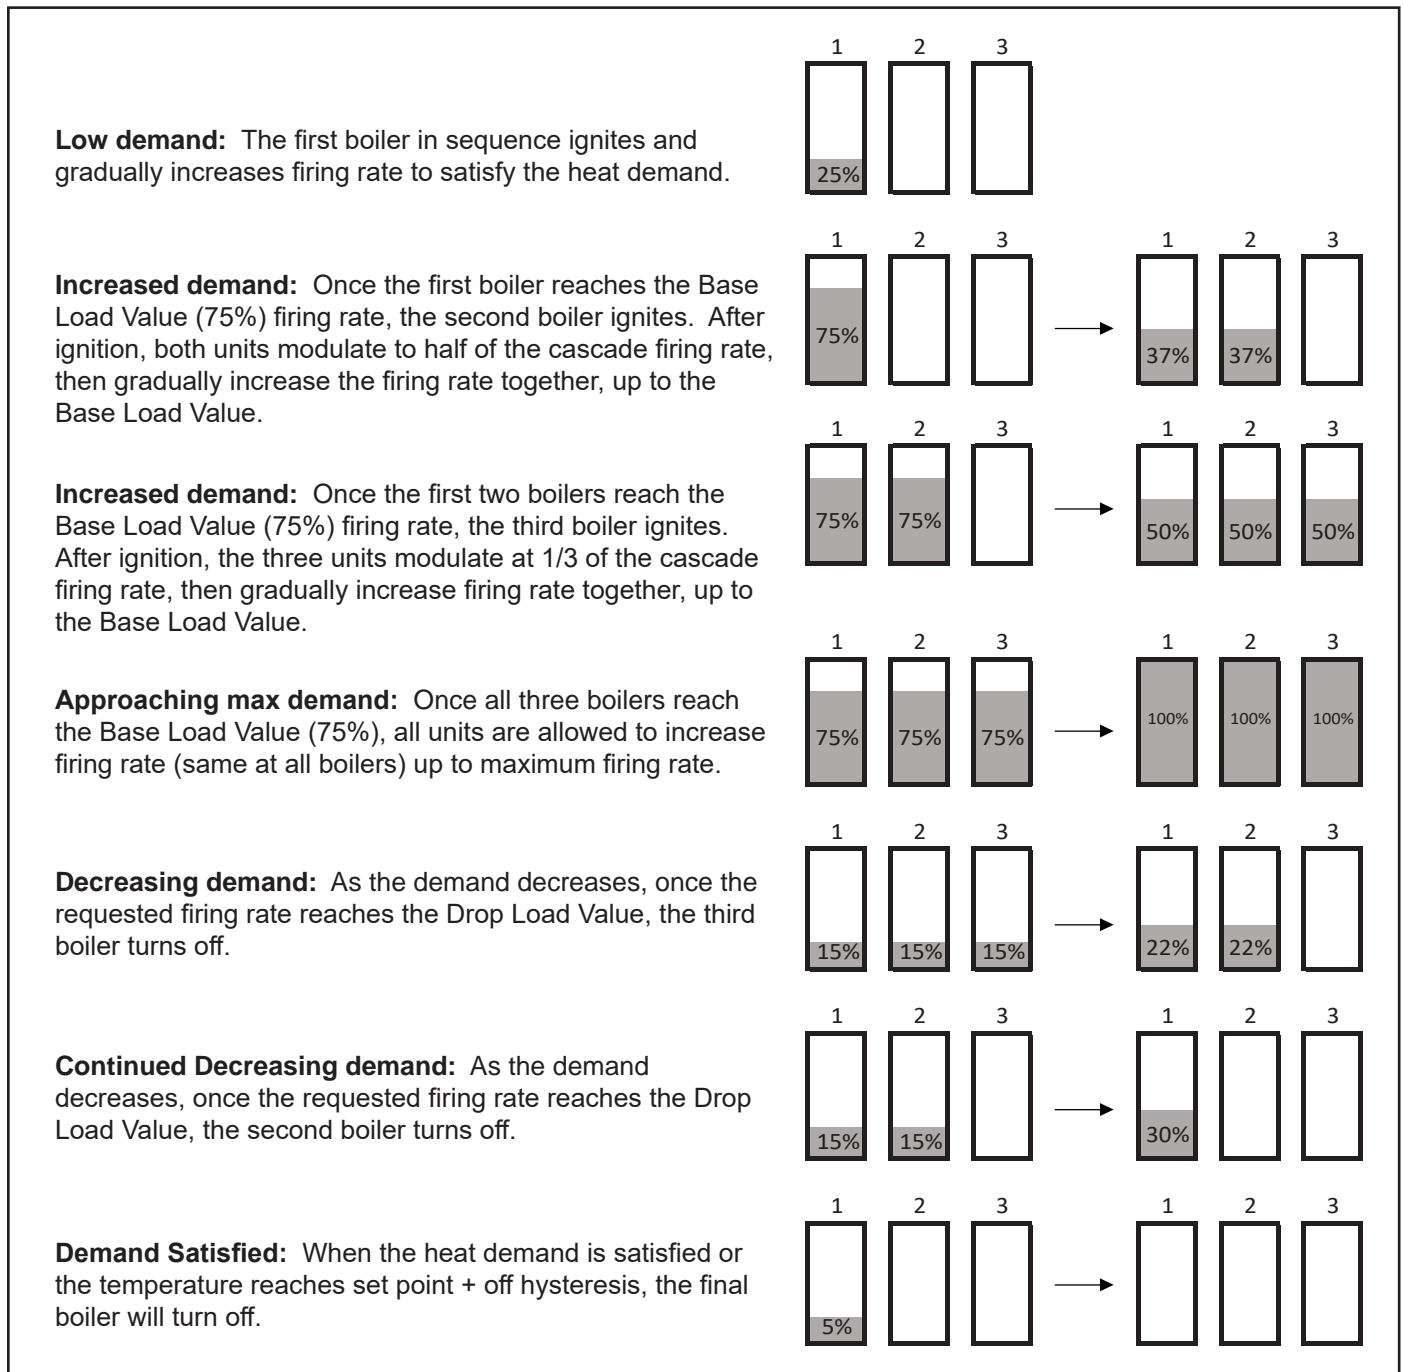 1 2 3
Low demand: The first boiler in sequence ignites and
gradually increases firing rate to satisfy the heat demand.
25%
1 2 3 1 2 3
Increased demand: Once the first boiler reaches the Base
Load Value (75%) firing rate, the second boiler ignites. After
ignition, both units modulate to half of the cascade firing rate,
then gradually increase the firing rate together, up to the
Base Load Value.
75% 37% 37%
1 2 3 1 2 3
Increased demand: Once the first two boilers reach the
Base Load Value (75%) firing rate, the third boiler ignites.
After ignition, the three units modulate at 1/3 of the cascade
firing rate, then gradually increase firing rate together, up to
the Base Load Value.
75% 75% 50% 50% 50%
1 2 3 1 2 3
Approaching max demand: Once all three boilers reach
the Base Load Value (75%), all units are allowed to increase
firing rate (same at all boilers) up to maximum firing rate.
75% 75% 75% 100% 100% 100%
1 2 3 1 2 3
Decreasing demand: As the demand decreases, once the
requested firing rate reaches the Drop Load Value, the third
boiler turns off.
15% 15% 15% 22% 22%
1 2 3 1 2 3
Continued Decreasing demand: As the demand
decreases, once the requested firing rate reaches the Drop
Load Value, the second boiler turns off.
15% 15% 30%
1 2 3 1 2 3
Demand Satisfied: When the heat demand is satisfied or
the temperature reaches set point + off hysteresis, the final
boiler will turn off.
5%